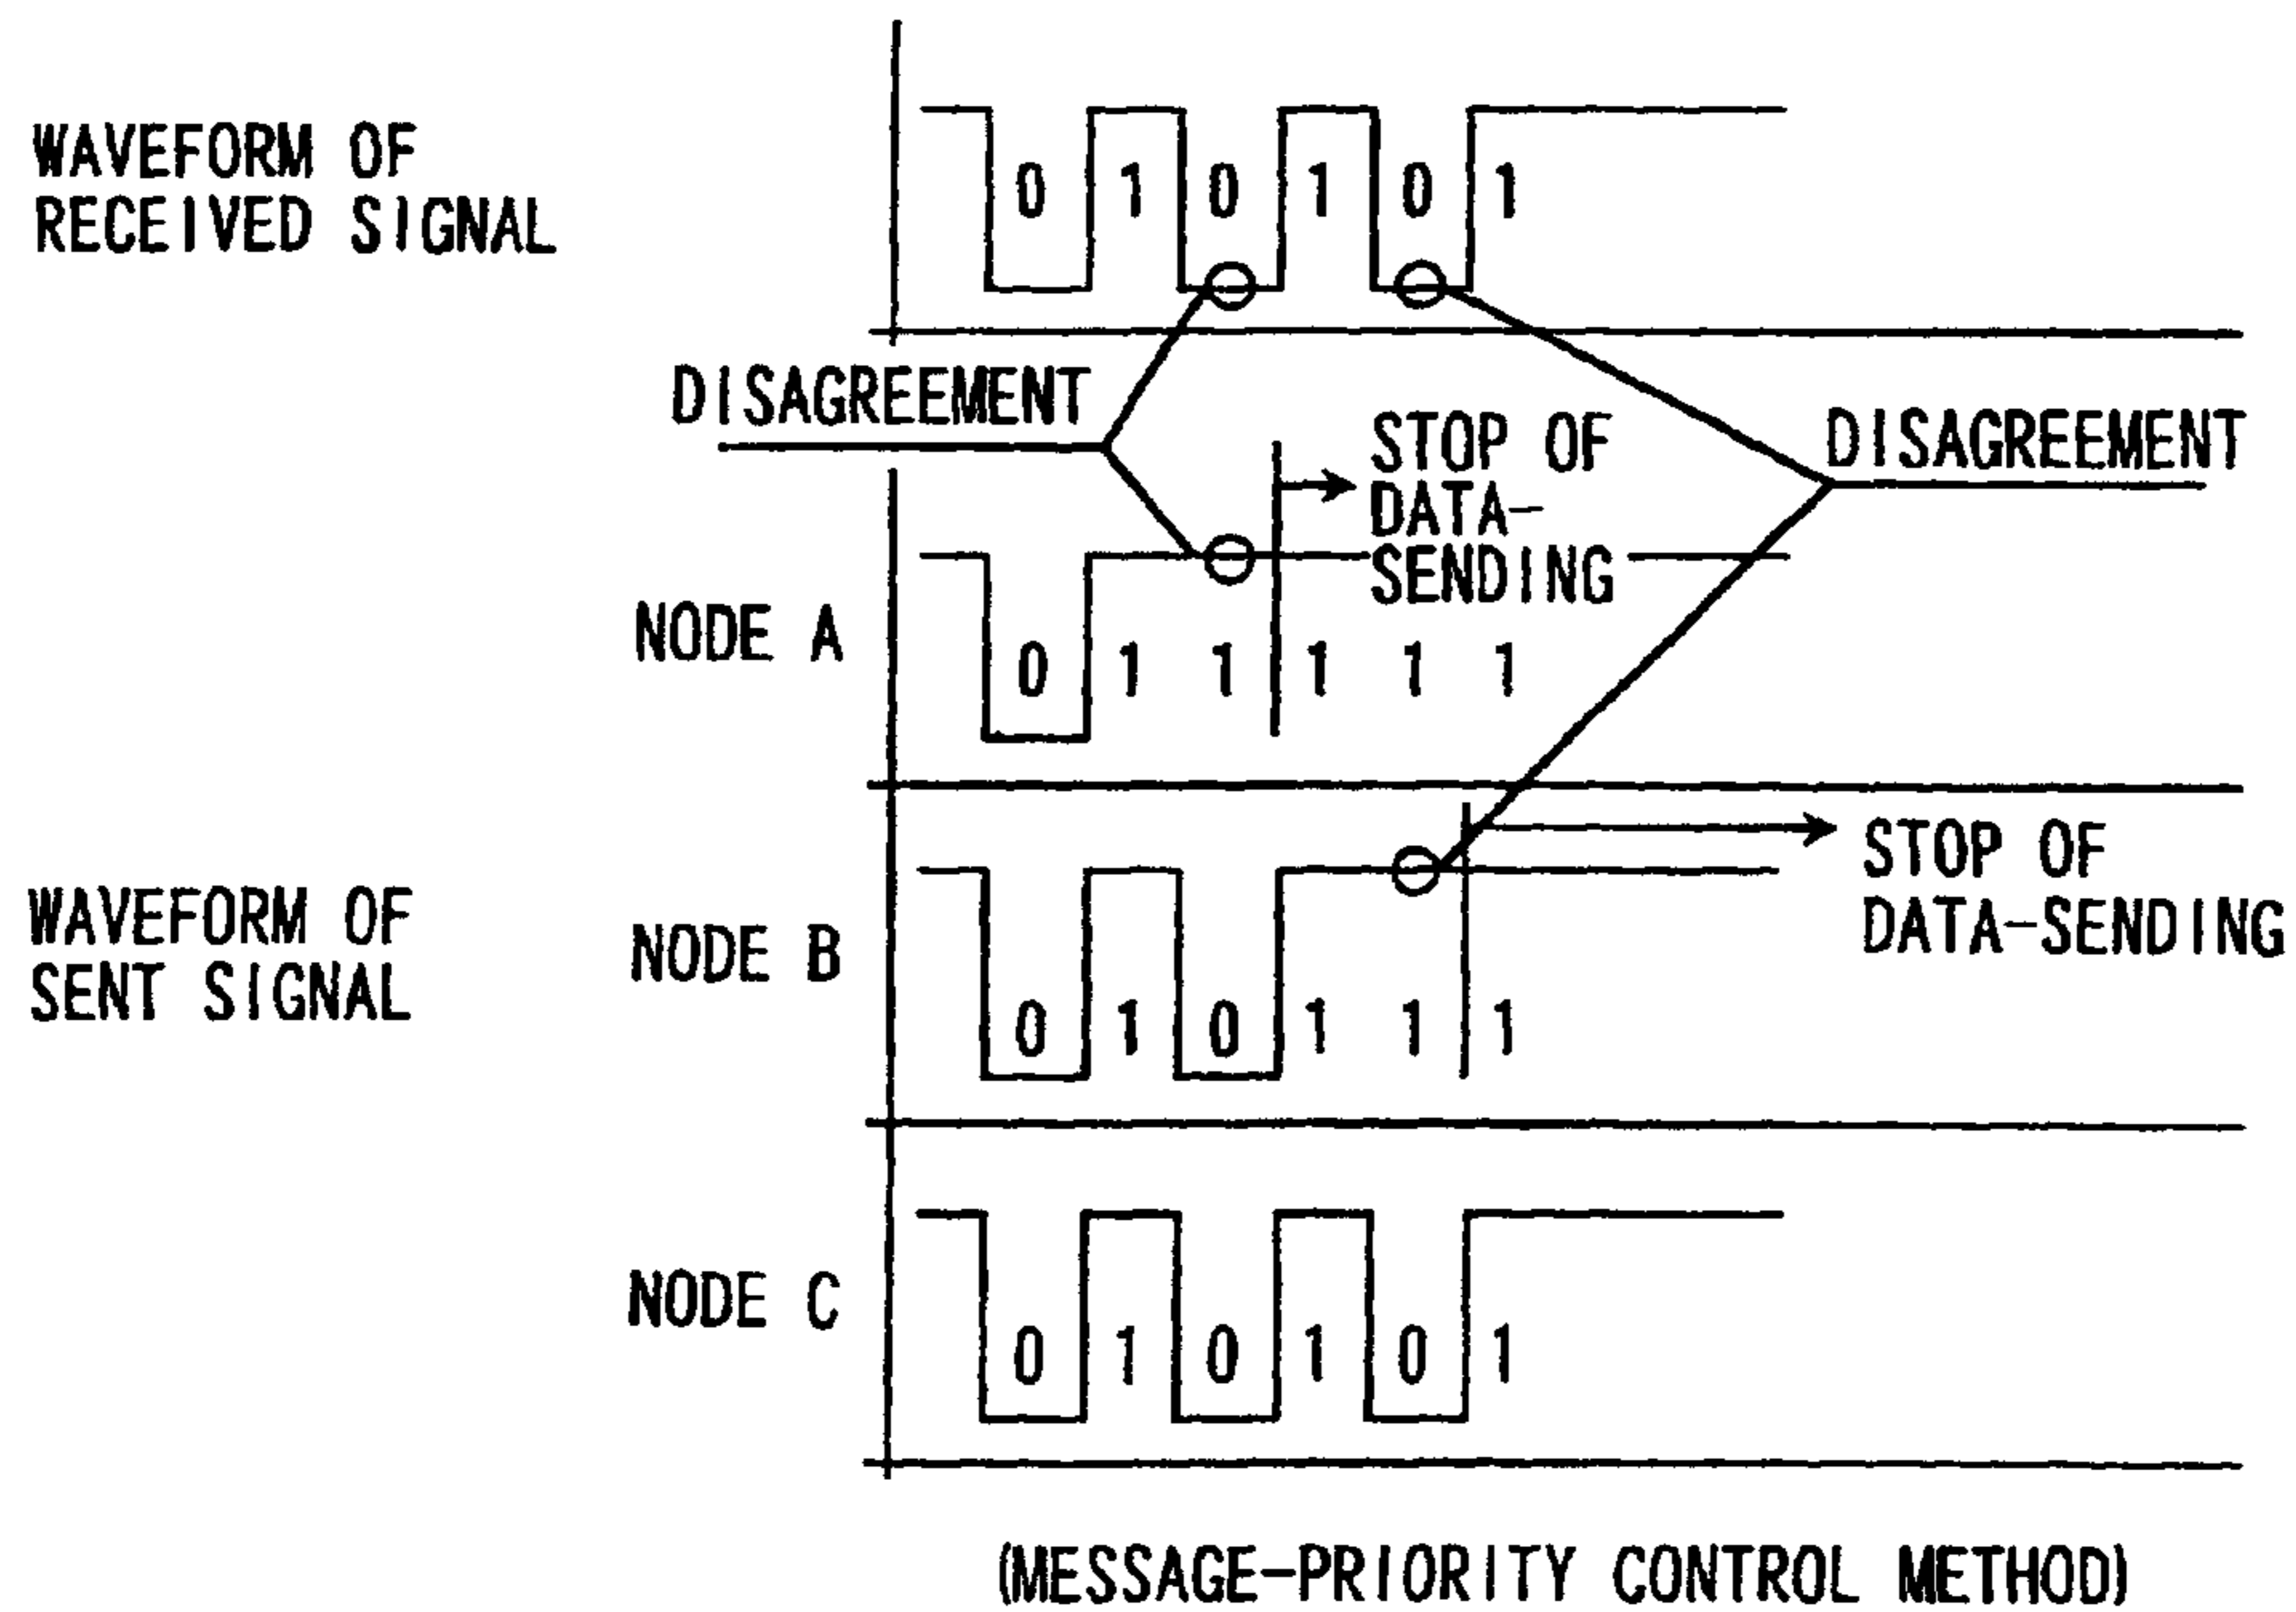 WAVEFORM OF
RECEIVED SIGNAL
0 1 0 1 0 1
DISAGREEMENT
STOP OF
DATA-
SENDING
DISAGREEMENT
NODE A
0 1 1 1 1 1
WAVEFORM OF
SENT SIGNAL
NODE B
0 1 0 1 1 1
STOP OF
DATA-SENDING
NODE C
0 1 0 1 0 1
(MESSAGE-PRIORITY CONTROL METHOD)